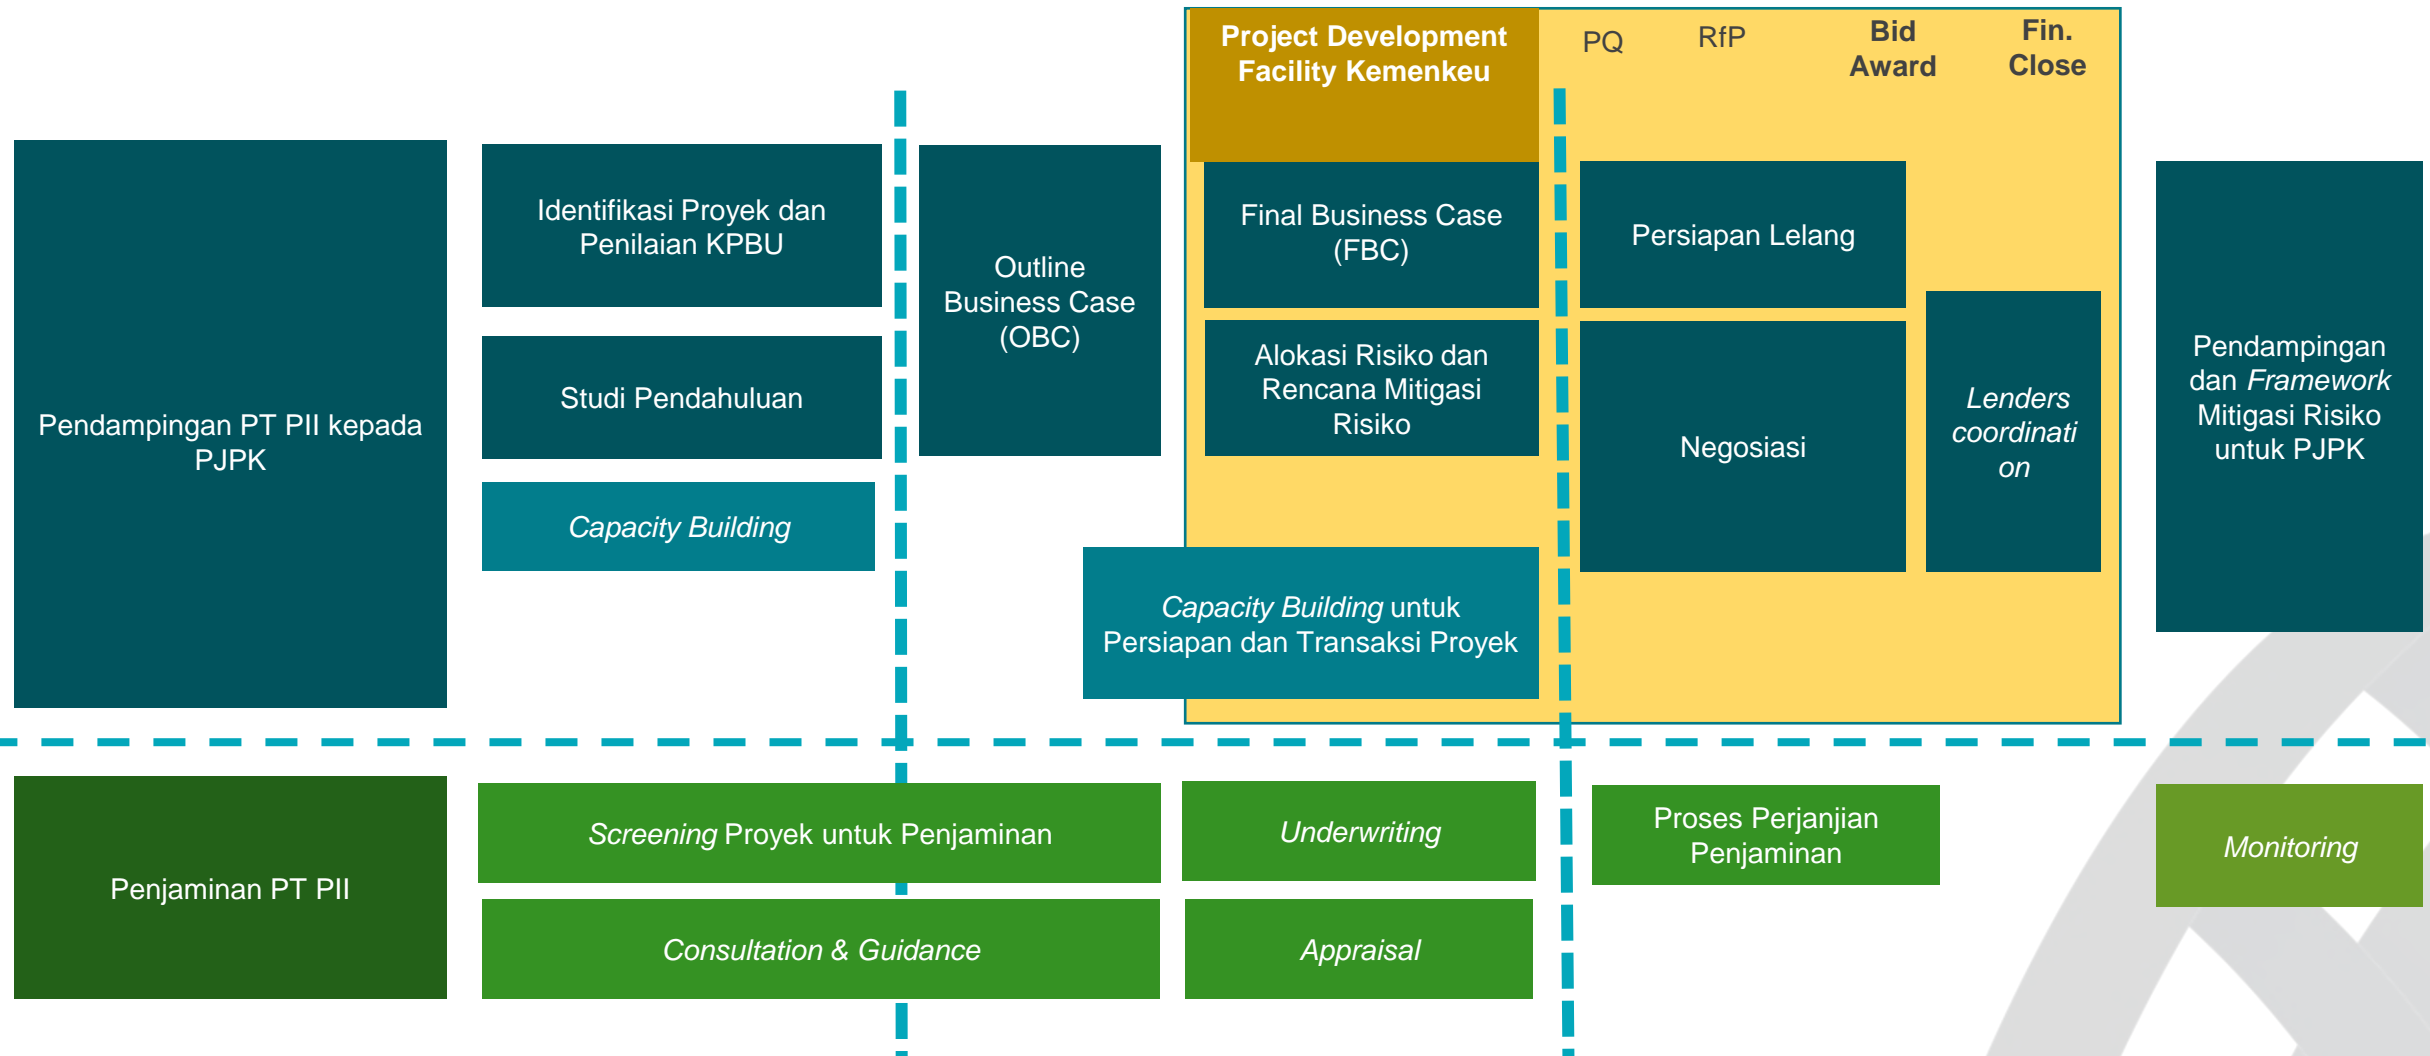 Project Development
Facility Kemenkeu
PQ
RfP
Bid
Award
Fin.
Close
Pendampingan PT PII kepada
PJPK
Identifikasi Proyek dan
Penilaian KPBU
Studi Pendahuluan
Capacity Building
Outline
Business Case
(OBC)
Final Business Case
(FBC)
Alokasi Risiko dan
Rencana Mitigasi
Risiko
Capacity Building untuk
Persiapan dan Transaksi Proyek
Persiapan Lelang
Negosiasi
Lenders
coordinati
on
Pendampingan
dan Framework
Mitigasi Risiko
untuk PJPK
Penjaminan PT PII
Screening Proyek untuk Penjaminan
Consultation & Guidance
Underwriting
Appraisal
Proses Perjanjian
Penjaminan
Monitoring